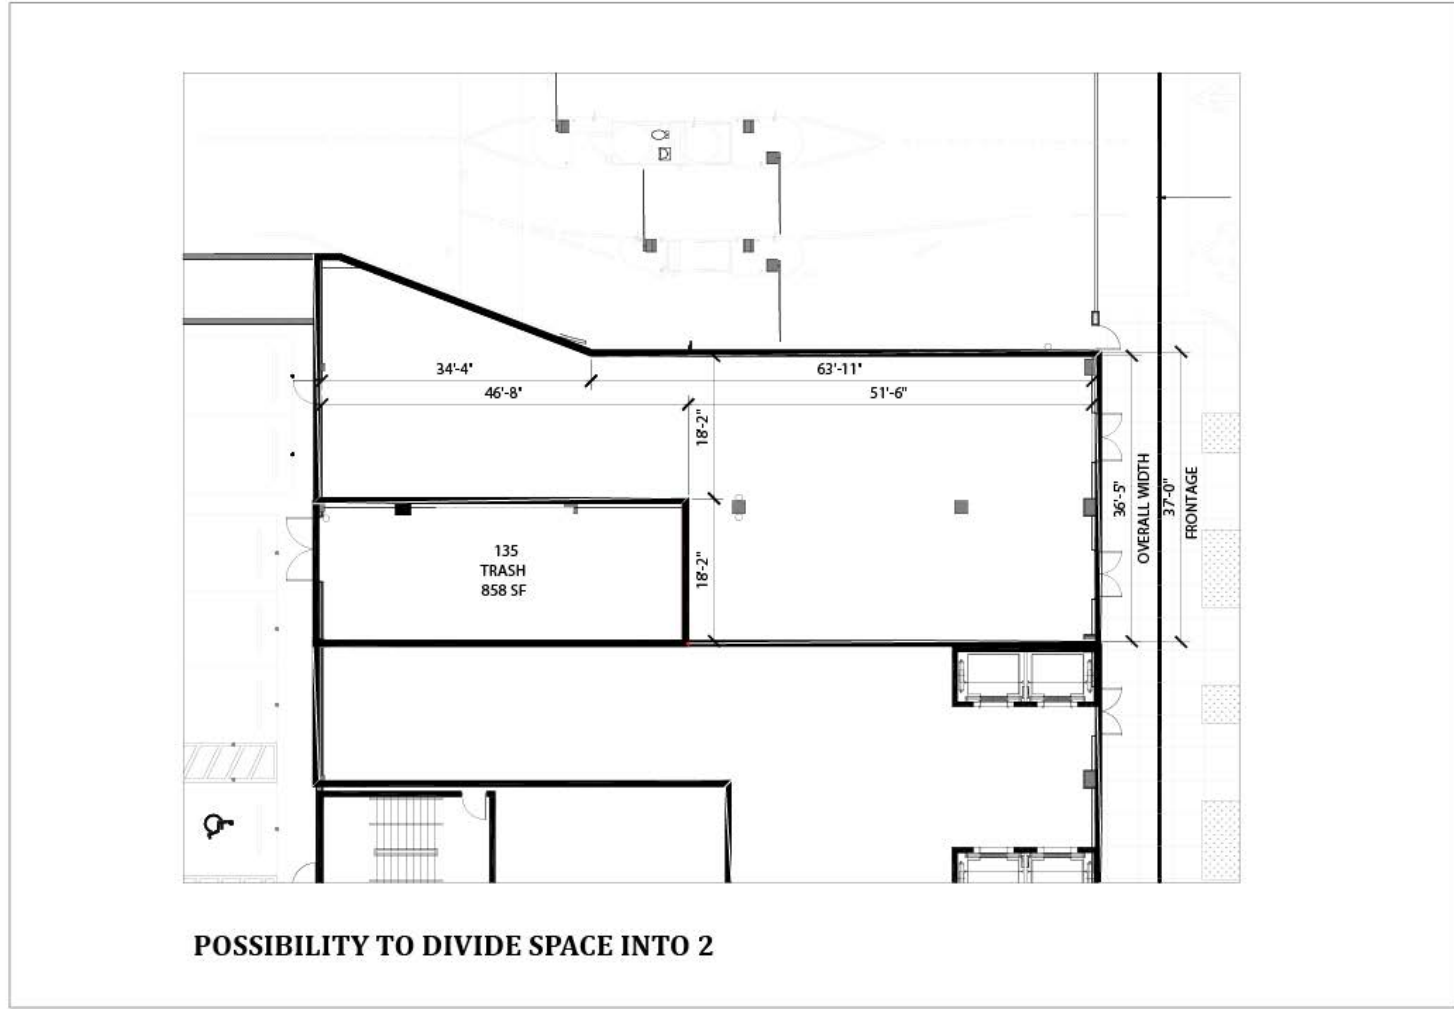 34'-4"
63'-11"
46'-8"
51'-6"
18'-2"
18'-2"
36'-5"
OVERALL WIDTH
37'-0"
FRONTAGE
135
TRASH
858 SF
POSSIBILITY TO DIVIDE SPACE INTO 2